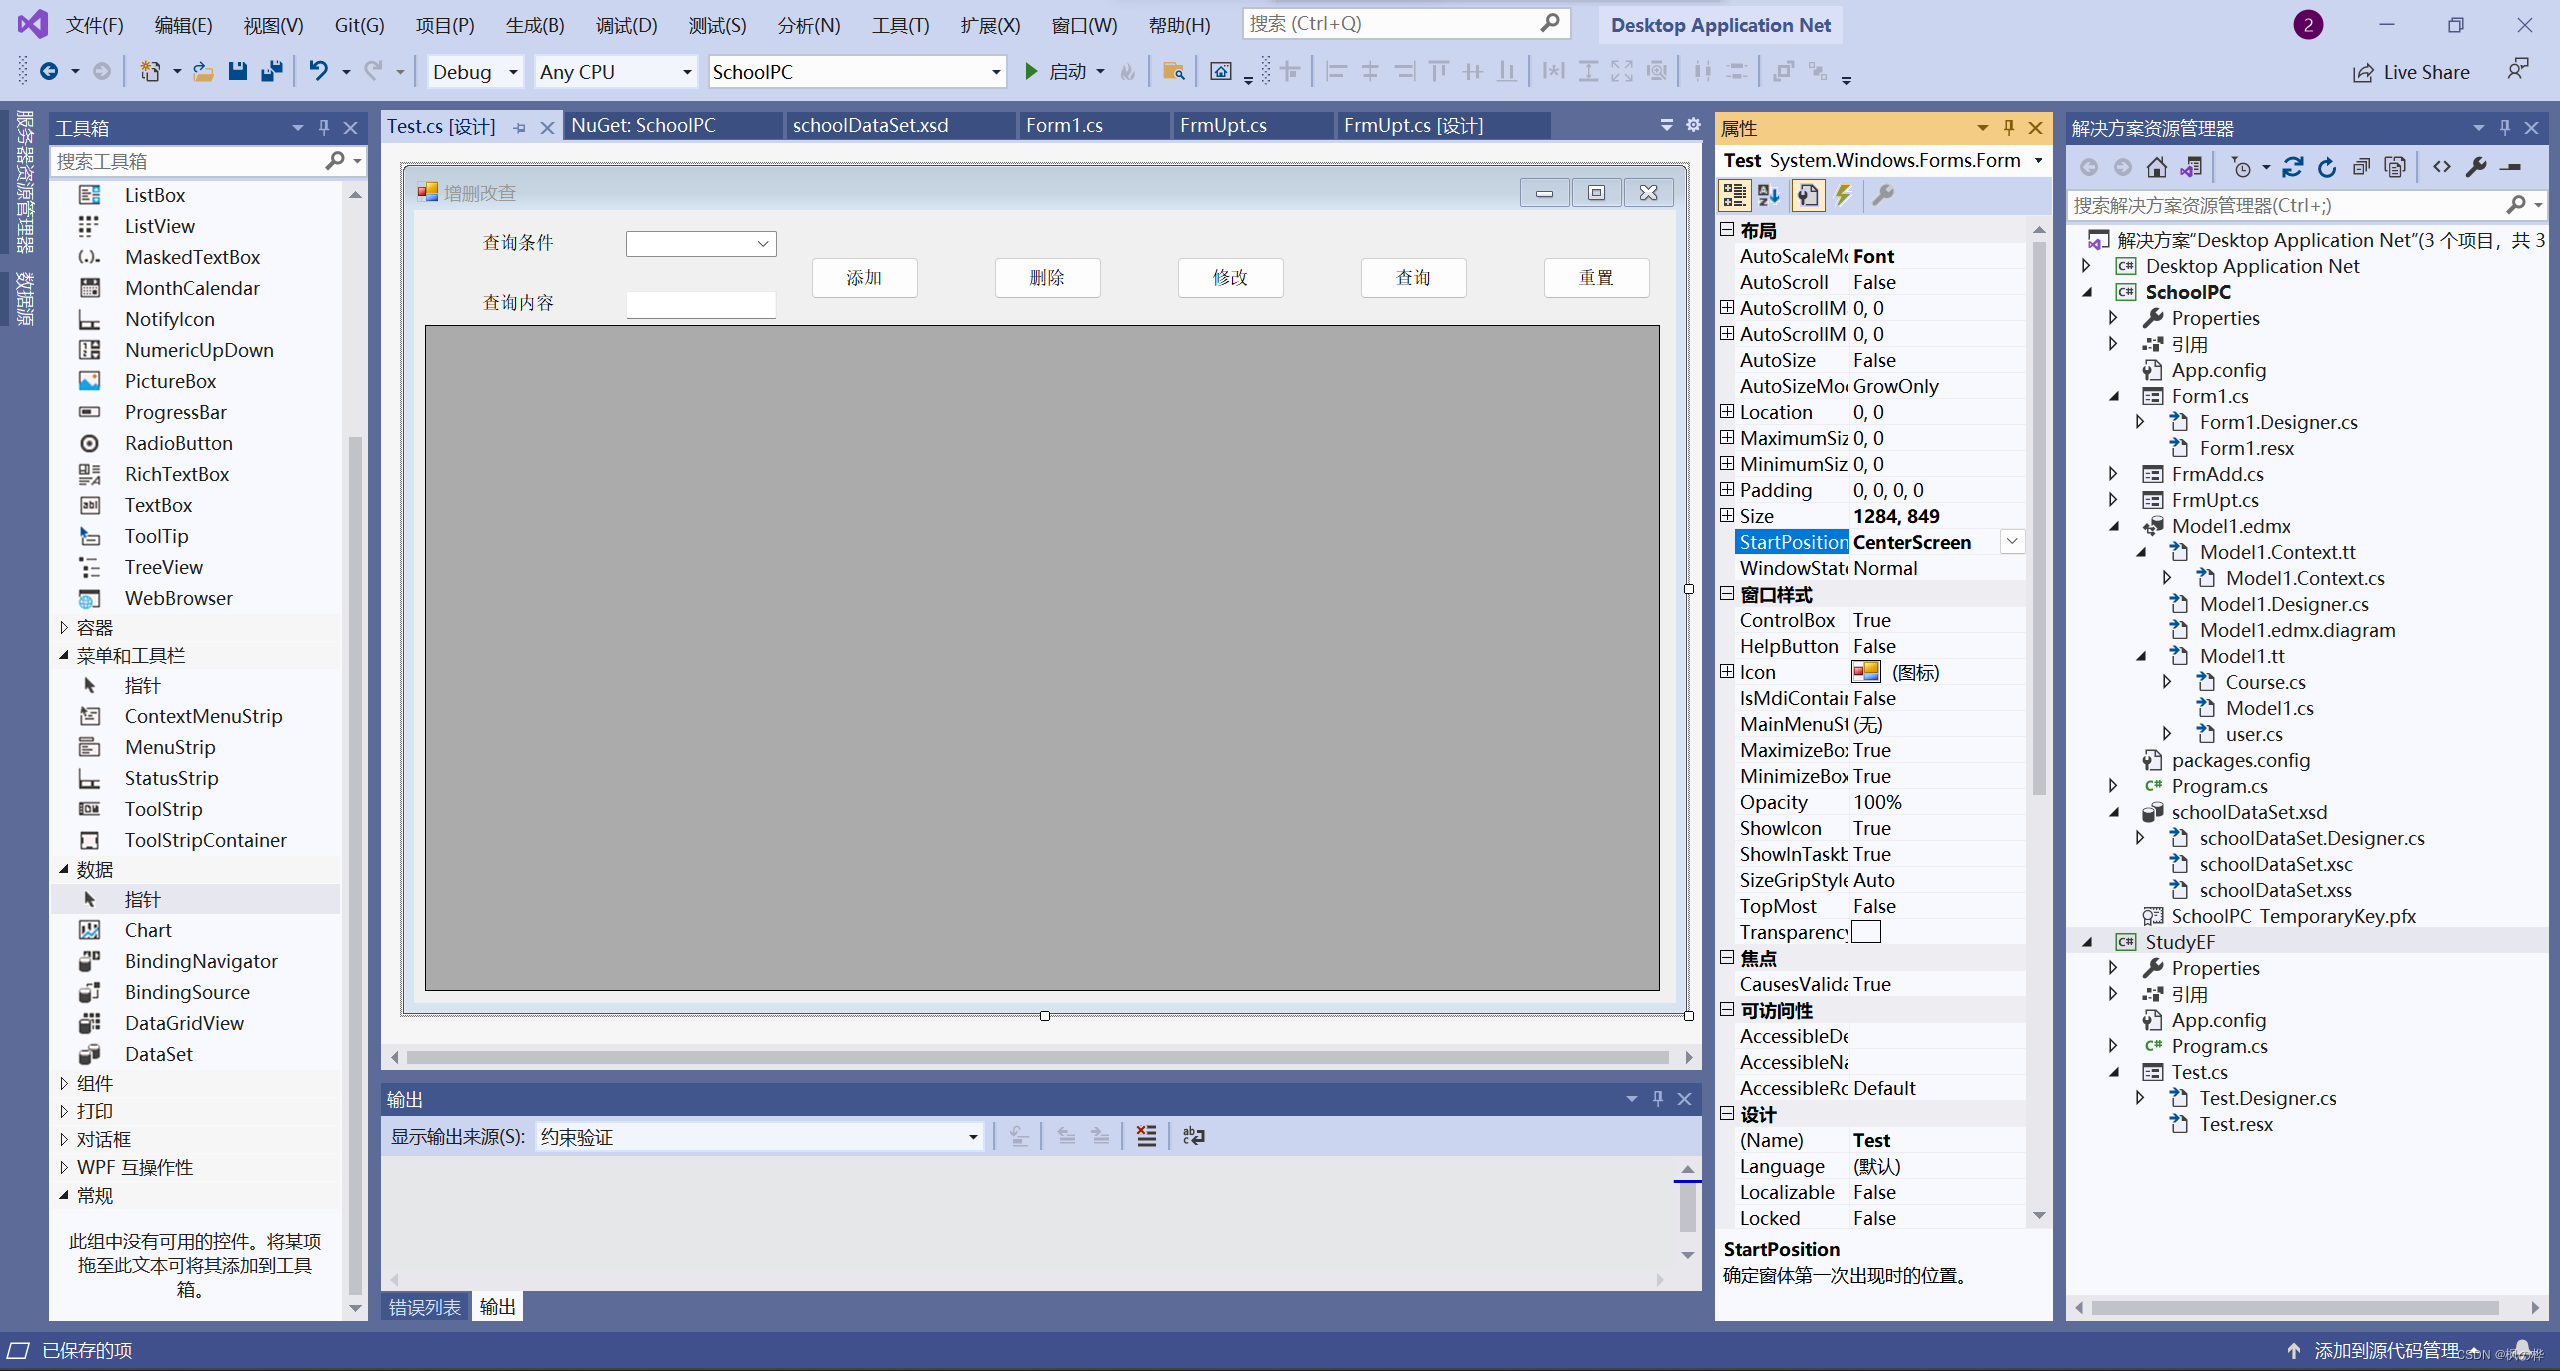 文件(F) 编辑(E) 视图(V) Git(G) 项目(P) 生成(B) 调试(D) 测试(S) 分析(N) 工具(T) 扩展(X) 窗口(W) 帮助(H) 搜索 (Ctrl+Q) Desktop Application Net 2
Debug Any CPU SchoolPC 启动 Live Share
服务器资源管理器
数据源
工具箱
搜索工具箱
ListBox
ListView
MaskedTextBox
MonthCalendar
NotifyIcon
NumericUpDown
PictureBox
ProgressBar
RadioButton
RichTextBox
TextBox
ToolTip
TreeView
WebBrowser
容器
菜单和工具栏
指针
ContextMenuStrip
MenuStrip
StatusStrip
ToolStrip
ToolStripContainer
数据
指针
Chart
BindingNavigator
BindingSource
DataGridView
DataSet
组件
打印
对话框
WPF 互操作性
常规
此组中没有可用的控件。将某项
拖至此文本可将其添加到工具
箱。
Test.cs [设计] NuGet: SchoolPC schoolDataSet.xsd Form1.cs FrmUpt.cs FrmUpt.cs [设计]
增删改查
查询条件
添加 删除 修改 查询 重置
查询内容
输出
显示输出来源(S): 约束验证
错误列表 输出
属性
Test System.Windows.Forms.Form
布局
AutoScaleMo Font
AutoScroll False
AutoScrollM 0, 0
AutoScrollM 0, 0
AutoSize False
AutoSizeMod GrowOnly
Location 0, 0
MaximumSiz 0, 0
MinimumSiz 0, 0
Padding 0, 0, 0, 0
Size 1284, 849
StartPosition CenterScreen
WindowState Normal
窗口样式
ControlBox True
HelpButton False
Icon (图标)
IsMdiContain False
MainMenuSt (无)
MaximizeBox True
MinimizeBox True
Opacity 100%
ShowIcon True
ShowInTaskb True
SizeGripStyle Auto
TopMost False
Transparency
焦点
CausesValida True
可访问性
AccessibleDe
AccessibleNa
AccessibleRo Default
设计
(Name) Test
Language (默认)
Localizable False
Locked False
StartPosition
确定窗体第一次出现时的位置。
解决方案资源管理器
搜索解决方案资源管理器(Ctrl+;)
解决方案“Desktop Application Net”(3 个项目，共 3
Desktop Application Net
SchoolPC
Properties
引用
App.config
Form1.cs
Form1.Designer.cs
Form1.resx
FrmAdd.cs
FrmUpt.cs
Model1.edmx
Model1.Context.tt
Model1.Context.cs
Model1.Designer.cs
Model1.edmx.diagram
Model1.tt
Course.cs
Model1.cs
user.cs
packages.config
Program.cs
schoolDataSet.xsd
schoolDataSet.Designer.cs
schoolDataSet.xsc
schoolDataSet.xss
SchoolPC_TemporaryKey.pfx
StudyEF
Properties
引用
App.config
Program.cs
Test.cs
Test.Designer.cs
Test.resx
已保存的项 添加到源代码管理